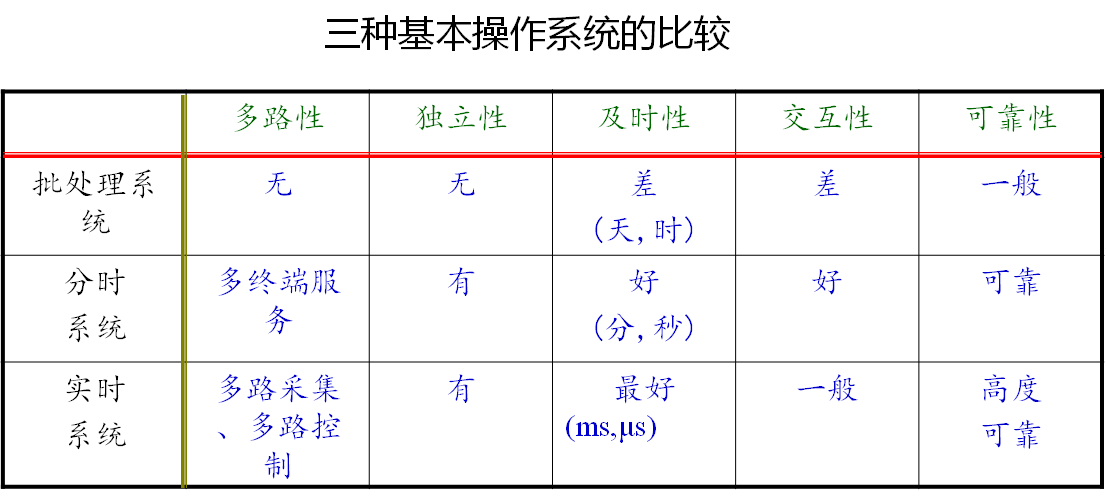 三种基本操作系统的比较
多路性 独立性 及时性 交互性 可靠性
批处理系
统
无
无
差
(天,时)
差
一般
分时
系统
多终端服
务
有
好
(分,秒)
好
可靠
实时
系统
多路采集
、多路控
制
有
最好
(ms,μs)
一般
高度
可靠